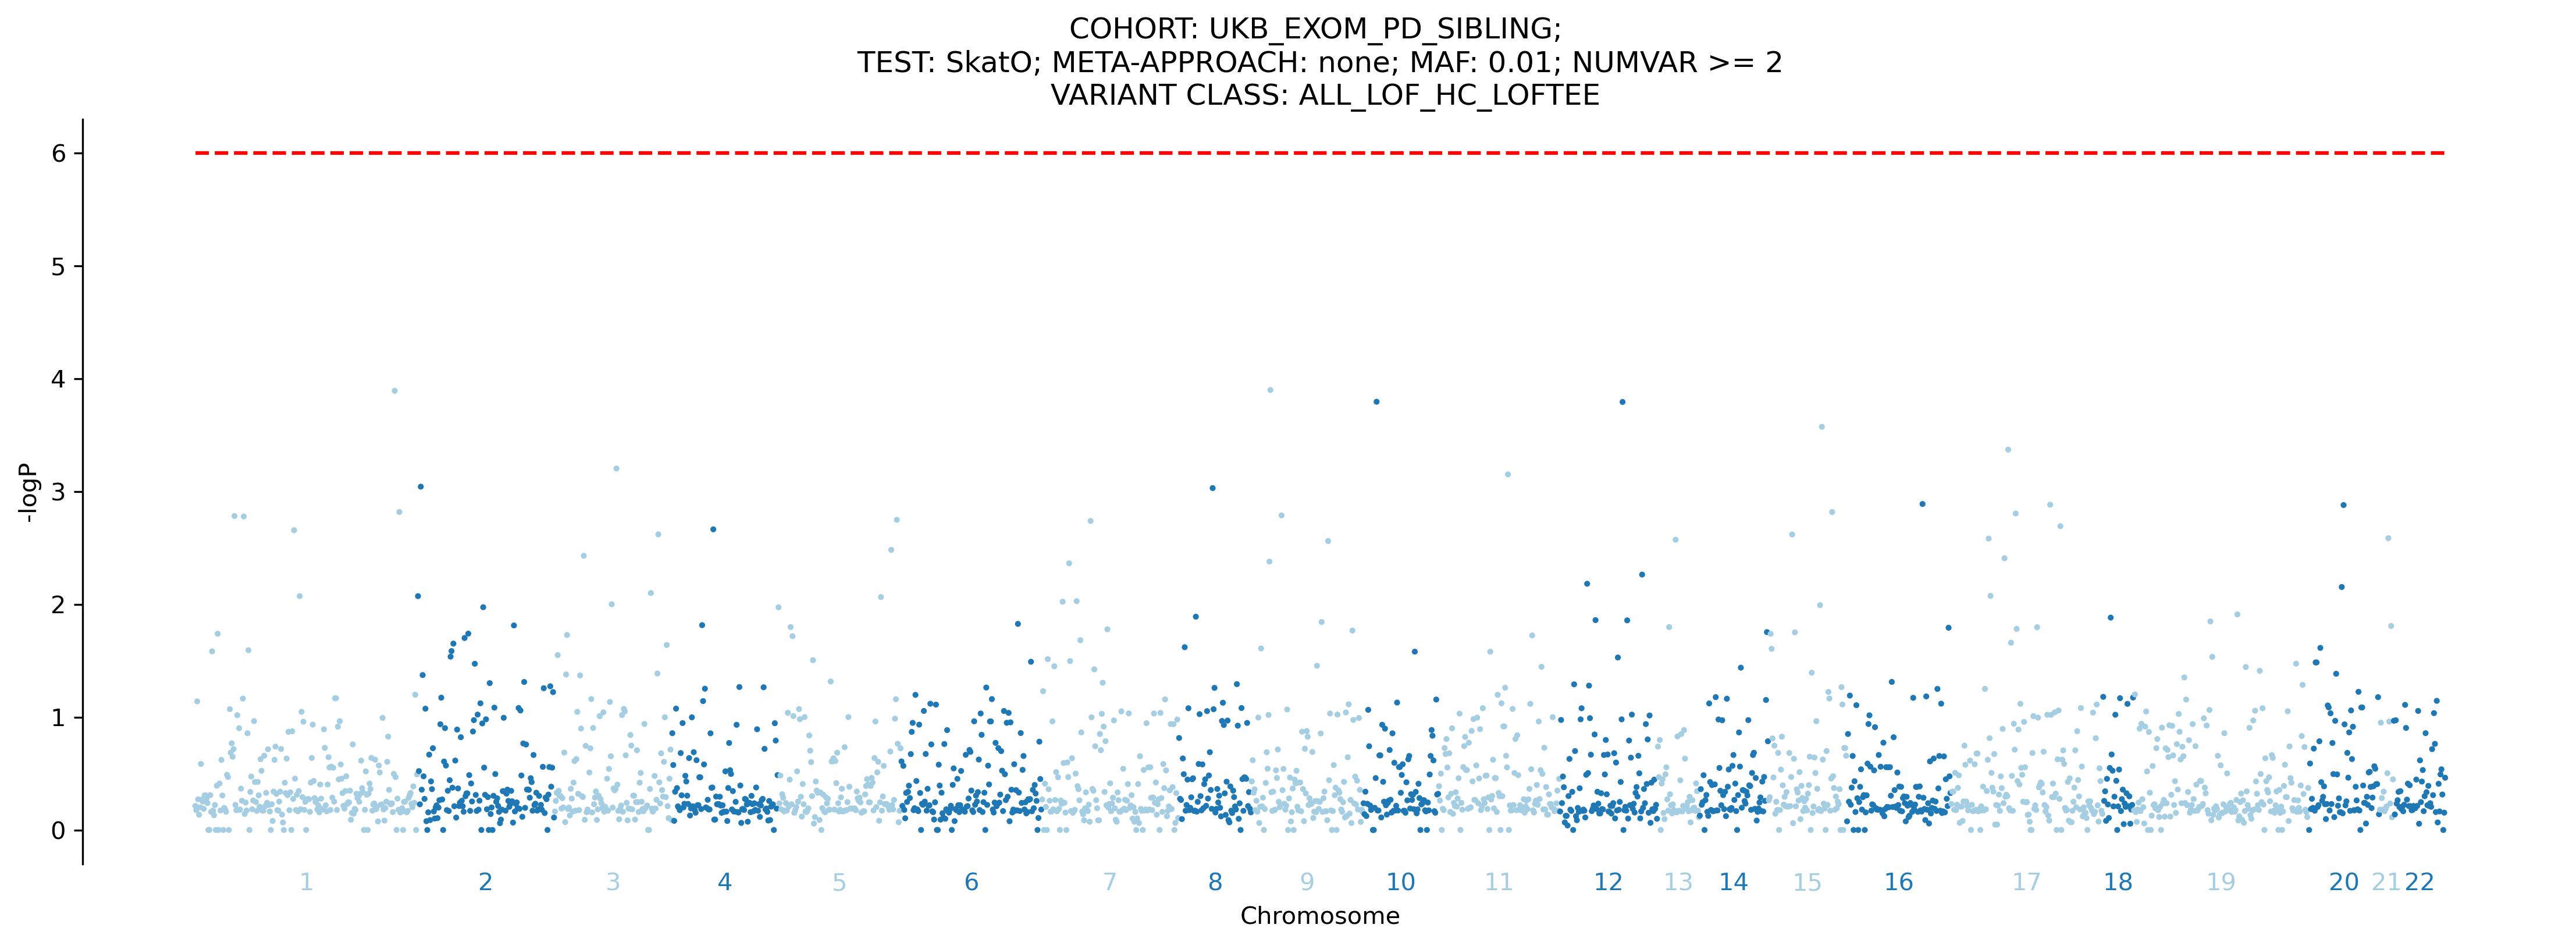 COHORT: UKB_EXOM_PD_SIBLING;
TEST: SkatO; META-APPROACH: none; MAF: 0.01; NUMVAR >= 2
VARIANT CLASS: ALL_LOF_HC_LOFTEE
6
5
4
3
2
1
0
-logP
1 2 3 4 5 6 7 8 9 10 11 12 13 14 15 16 17 18 19 20 21 22
Chromosome